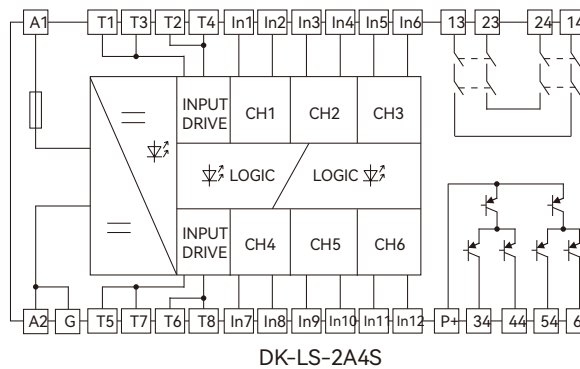 A1 T1 T3 T2 T4 In1 In2 In3 In4 In5 In6 13 23 24 14
INPUT DRIVE CH1 CH2 CH3
LOGIC LOGIC
INPUT DRIVE CH4 CH5 CH6
A2 G T5 T7 T6 T8 In7 In8 In9 In10 In11 In12 P+ 34 44 54
DK-LS-2A4S